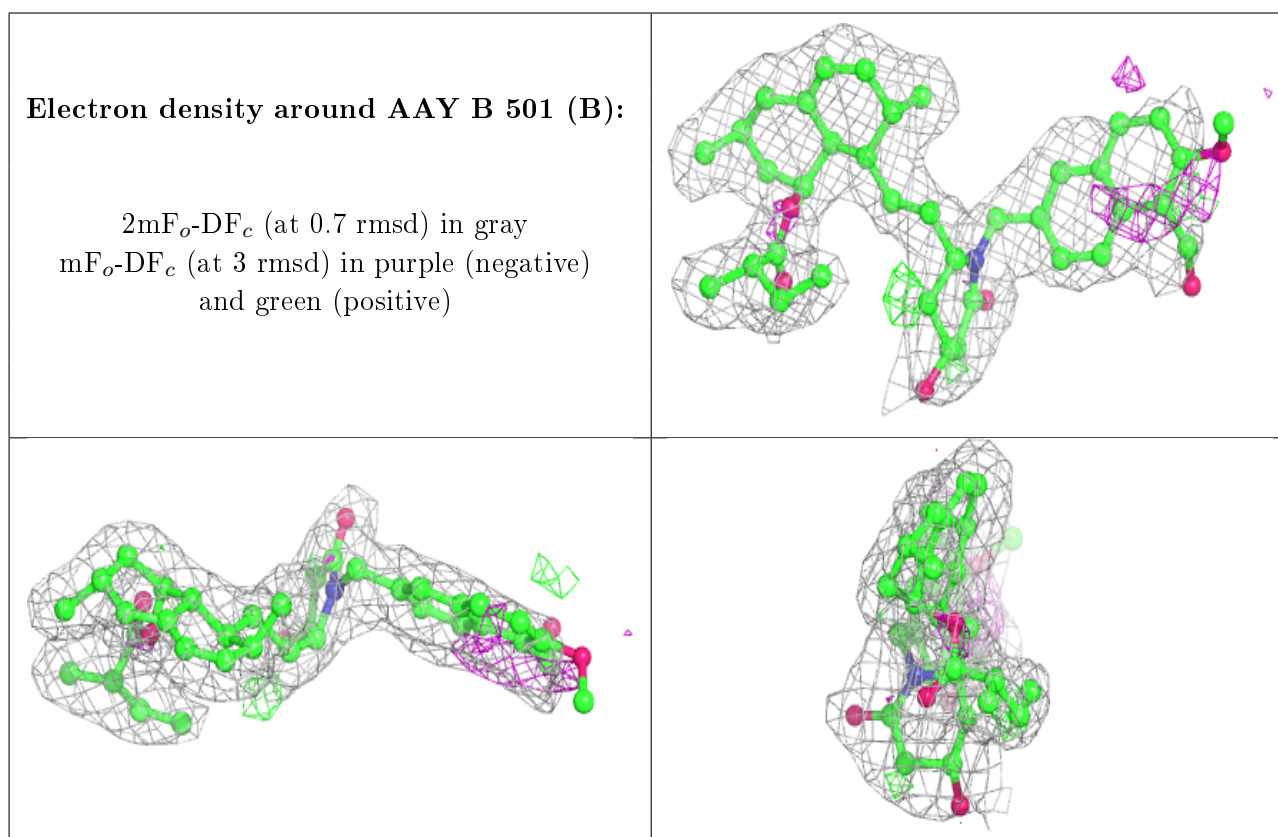 Electron density around AAY B 501 (B):
2mFₒ-DF𝒸 (at 0.7 rmsd) in gray
mFₒ-DF𝒸 (at 3 rmsd) in purple (negative)
and green (positive)